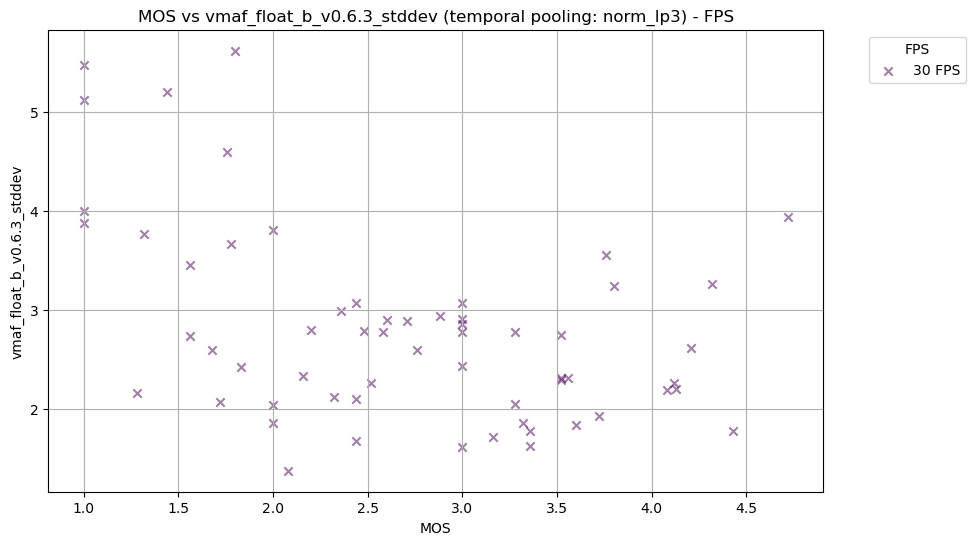 MOS vs vmaf_float_b_v0.6.3_stddev (temporal pooling: norm_lp3) - FPS
FPS
30 FPS
vmaf_float_b_v0.6.3_stddev
5
4
3
2
1.0 1.5 2.0 2.5 3.0 3.5 4.0 4.5
MOS